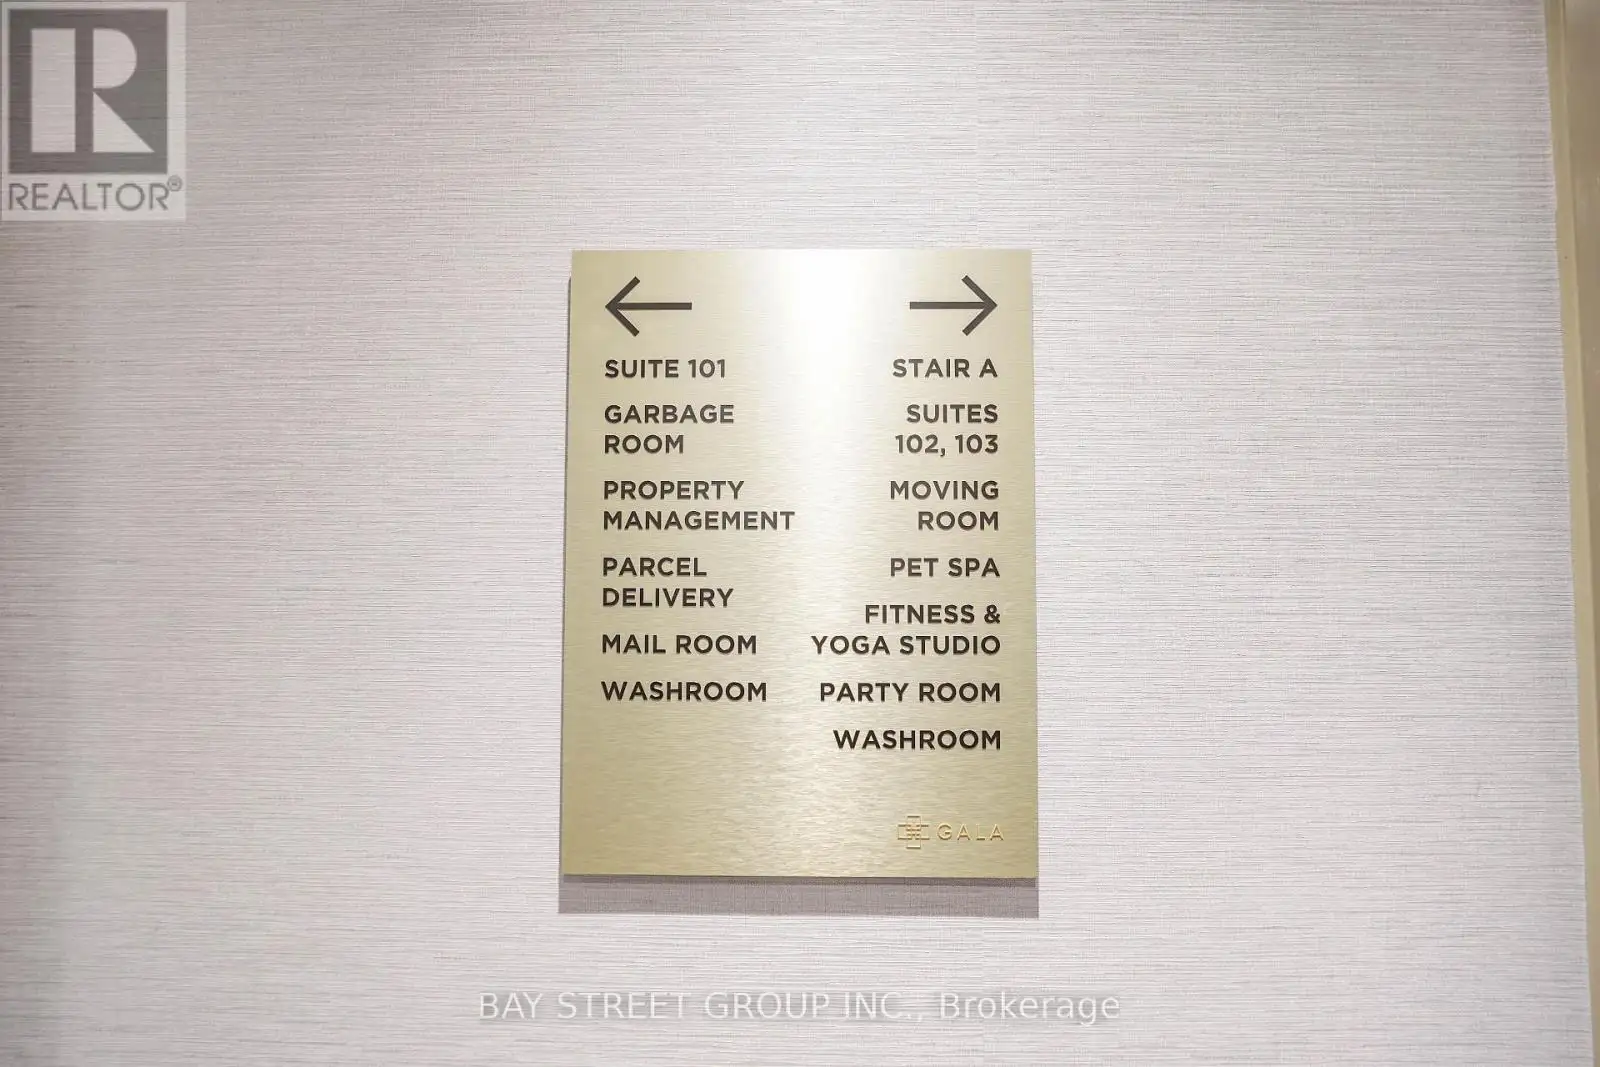 R
REALTOR®
SUITE 101
GARBAGE
ROOM
PROPERTY
MANAGEMENT
PARCEL
DELIVERY
MAIL ROOM
WASHROOM
STAIR A
SUITES
102, 103
MOVING
ROOM
PET SPA
FITNESS &
YOGA STUDIO
PARTY ROOM
WASHROOM
GALA
BAY STREET GROUP INC., Brokerage